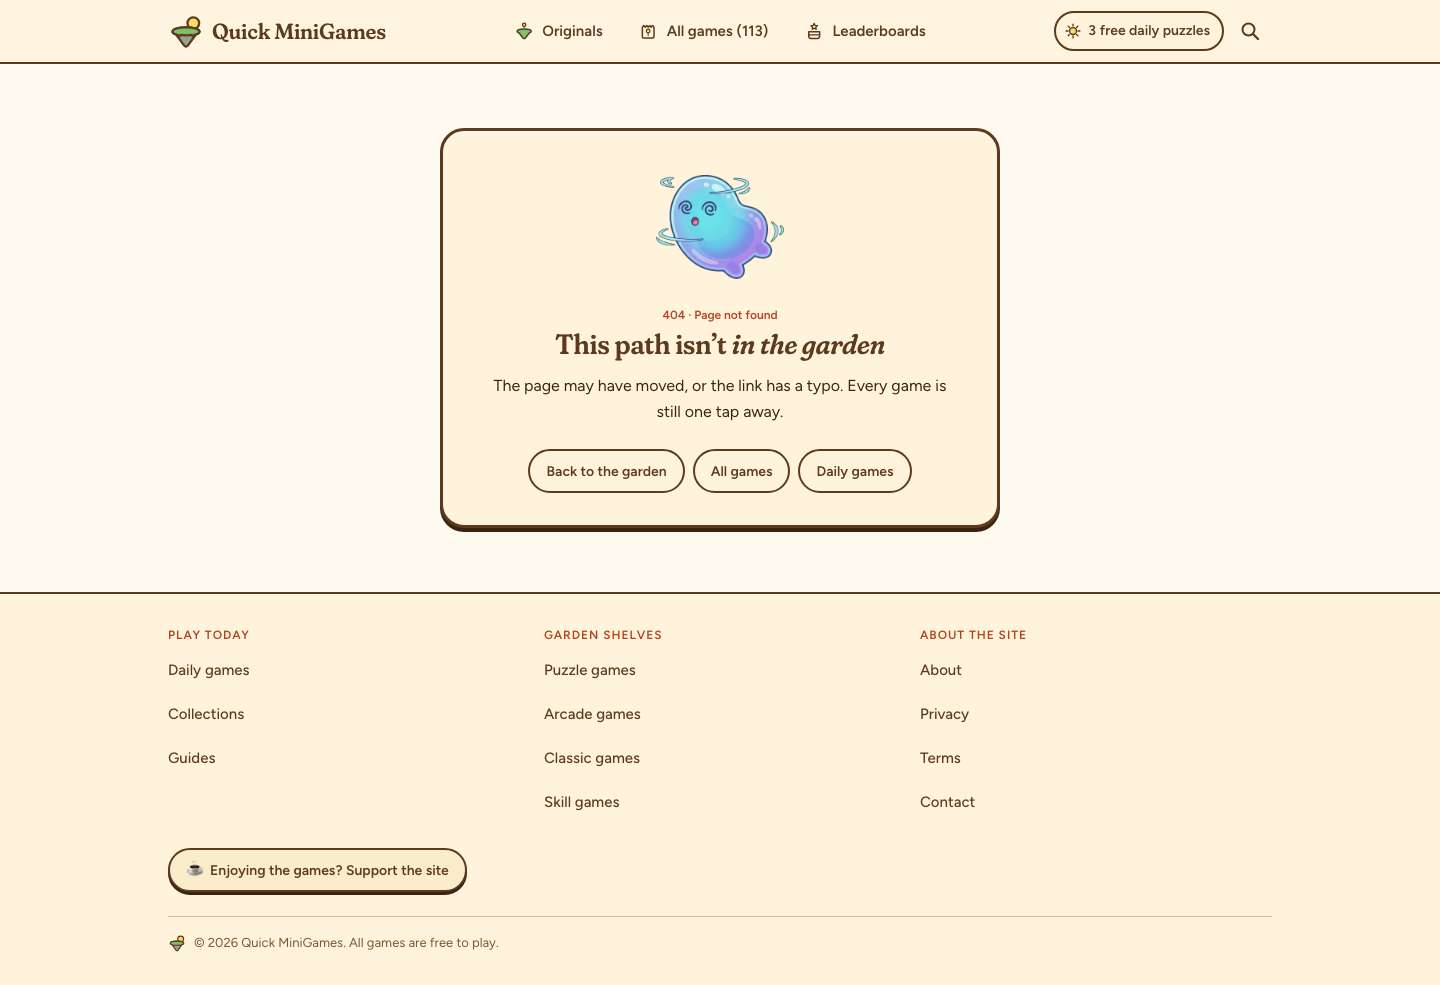 Quick MiniGames
Originals
All games (113)
Leaderboards
3 free daily puzzles
404 · Page not found
This path isn’t in the garden
The page may have moved, or the link has a typo. Every game is
still one tap away.
Back to the garden
All games
Daily games
PLAY TODAY
Daily games
Collections
Guides
GARDEN SHELVES
Puzzle games
Arcade games
Classic games
Skill games
ABOUT THE SITE
About
Privacy
Terms
Contact
Enjoying the games? Support the site
© 2026 Quick MiniGames. All games are free to play.